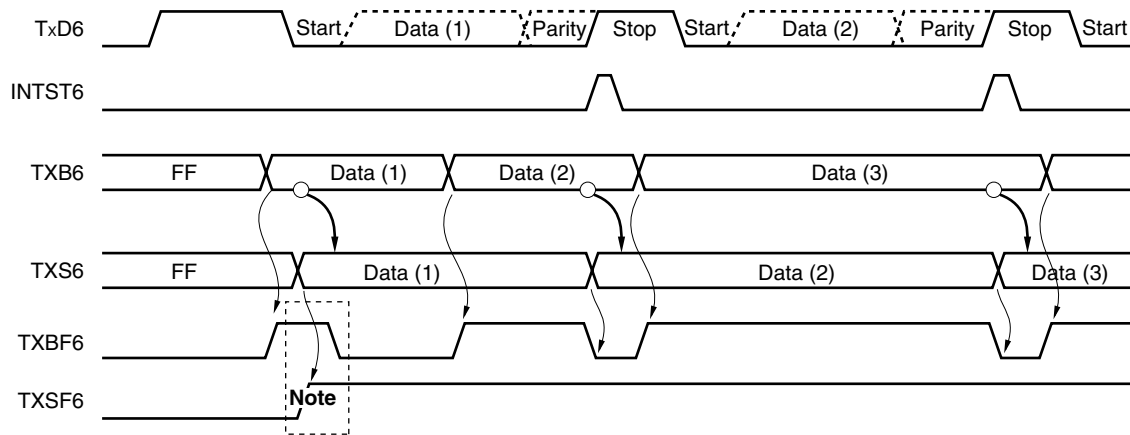 TxD6 Start Data (1) Parity Stop Start Data (2) Parity Stop Start
INTST6
TXB6 FF Data (1) Data (2) Data (3)
TXS6 FF Data (1) Data (2) Data (3)
TXBF6
TXSF6 Note